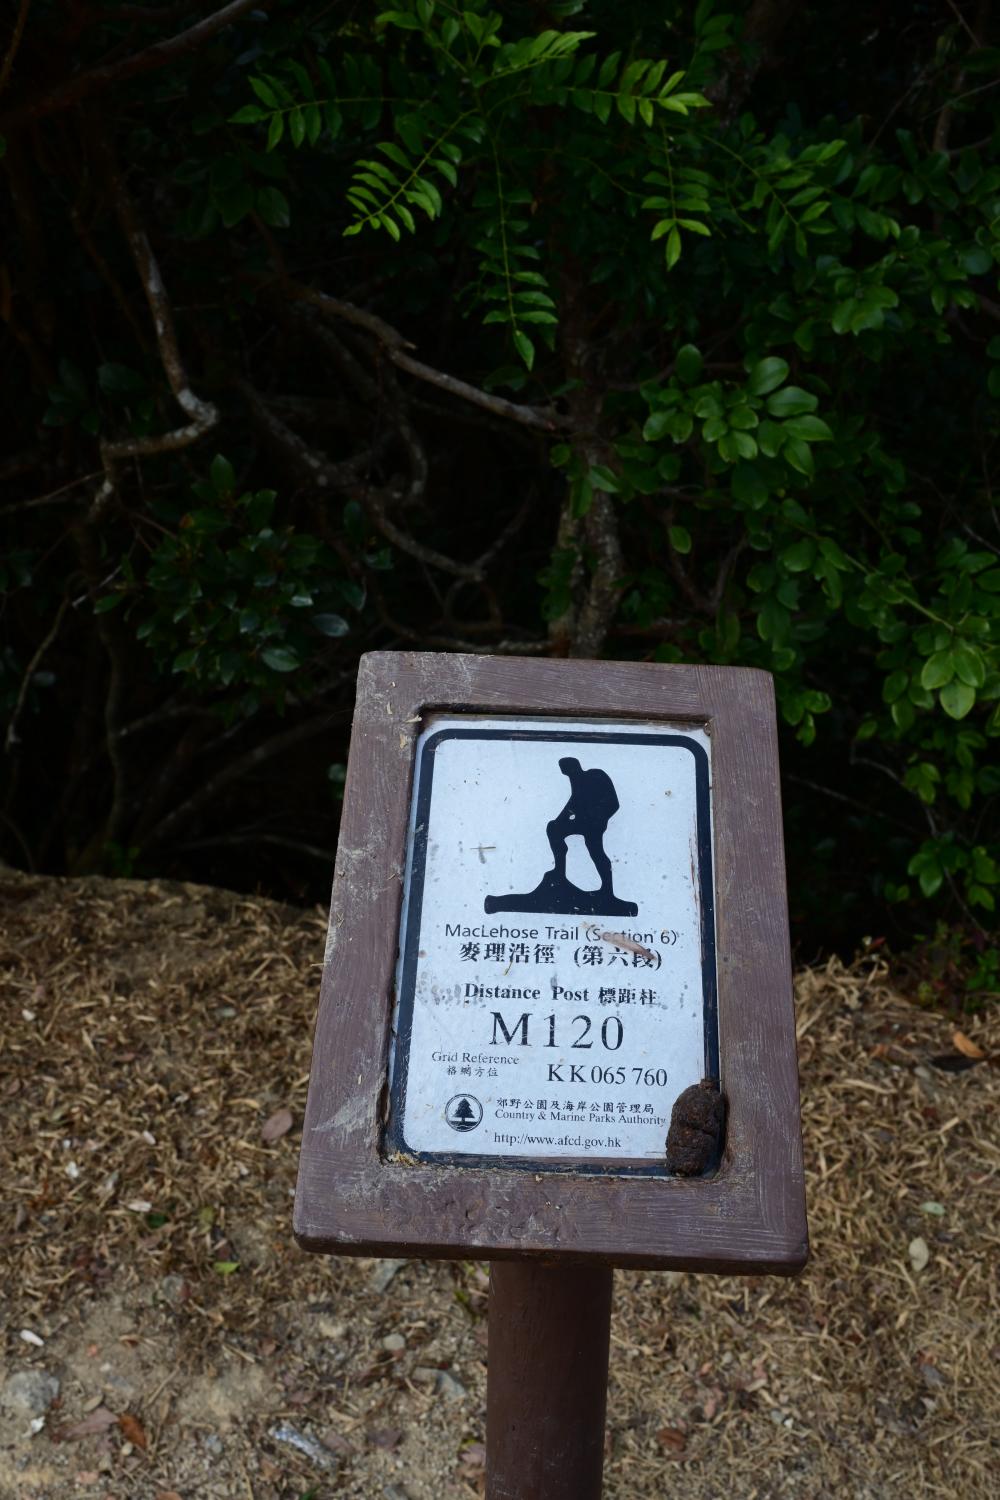 MacLehose Trail (Section 6)
麥理浩徑 (第六段)
Distance Post 標距柱
M120
Grid Reference
格網方位
KK065 760
郊野公園及海岸公園管理局
Country & Marine Parks Authority
http://www.afcd.gov.hk